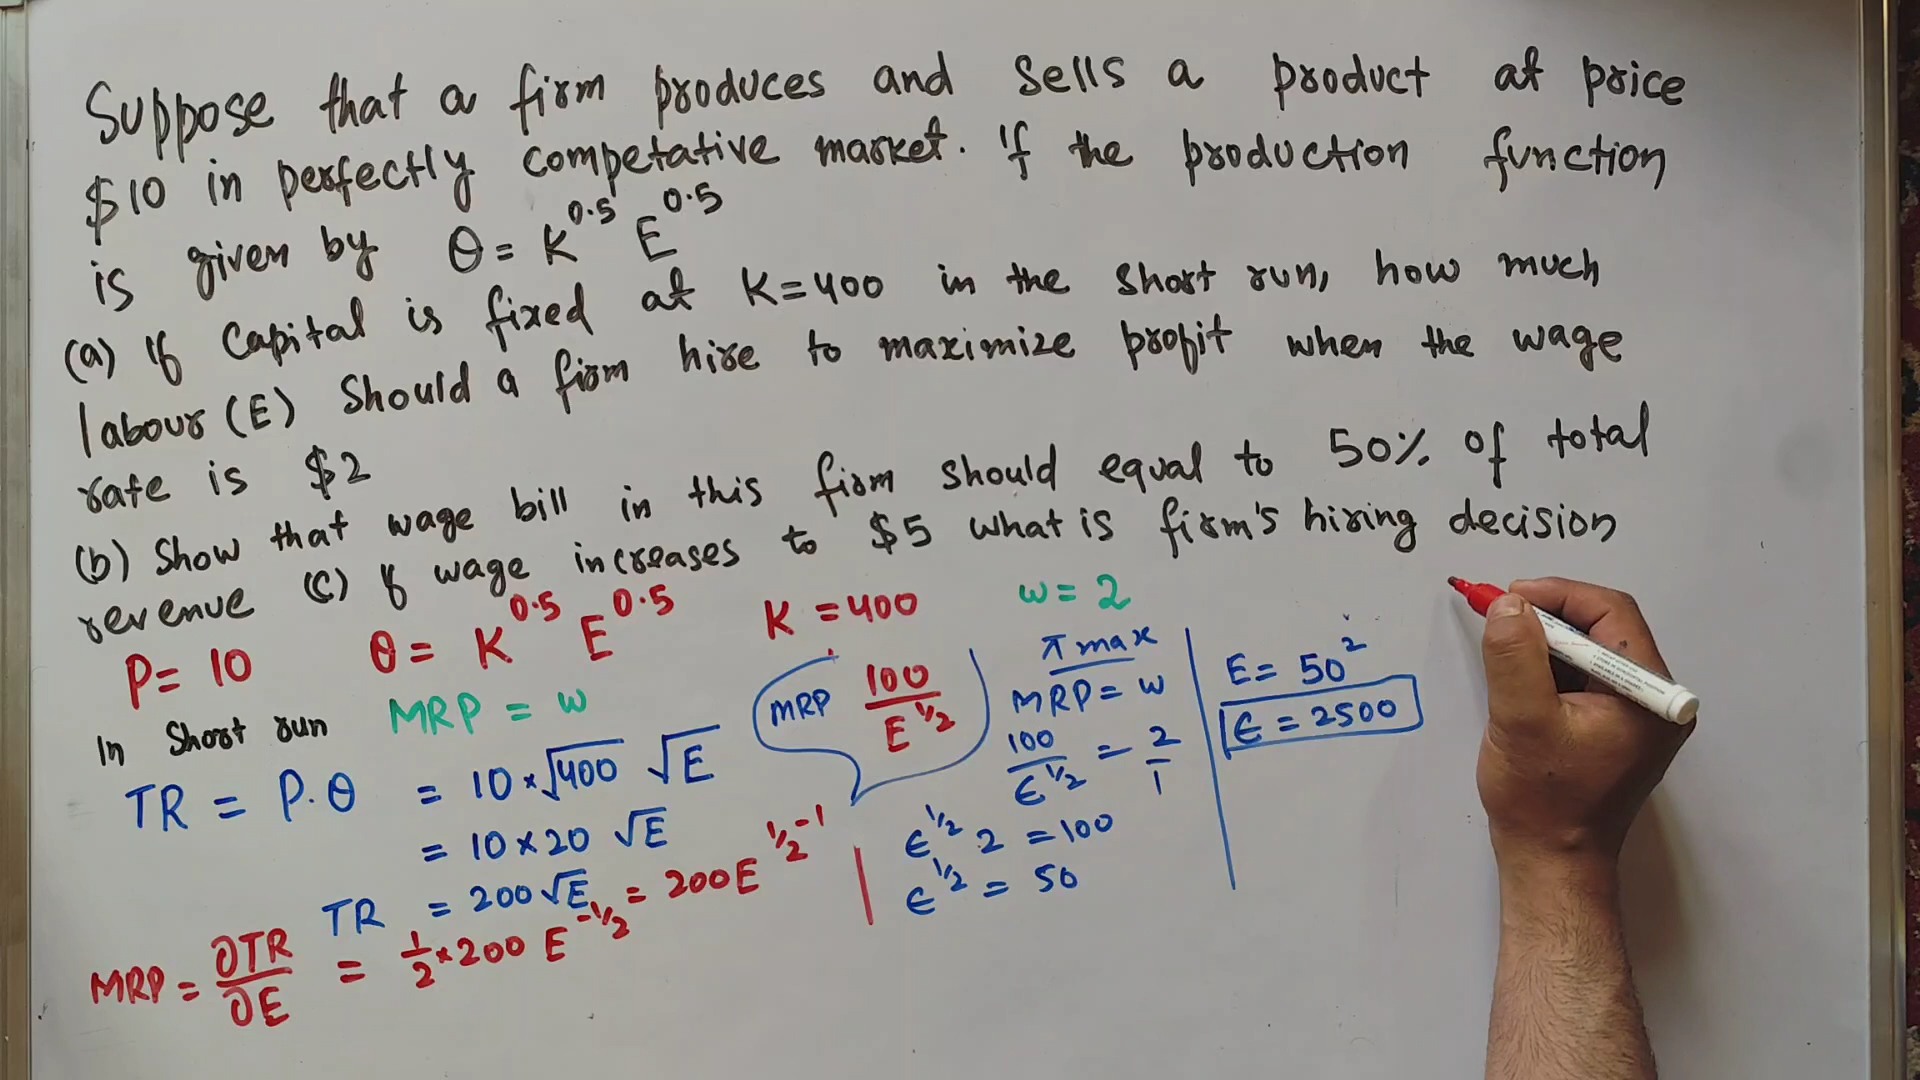 Suppose that a firm produces and sells a product at price
$10 in perfectly competative market. If the production function
is given by Θ = K^0.5 E^0.5
(a) If Capital is fixed at K=400 in the short run, how much
labour (E) Should a firm hire to maximize profit when the wage
rate is $2
(b) Show that wage bill in this firm should equal to 50% of total
revenue (C) If wage increases to $5 what is firm's hiring decision
P= 10 Θ = K^0.5 E^0.5 K = 400 w = 2
In Short run MRP = w
TR = P.Θ = 10 × √400 √E
= 10 × 20 √E
TR = 200 √E = 200E^1/2-1
MRP = ∂TR/∂E = 1/2 × 200 E^-1/2
MRP 100/E^1/2
π max
MRP = w
100/E^1/2 = 2/1
E^1/2 2 = 100
E^1/2 = 50
E = 50^2
E = 2500